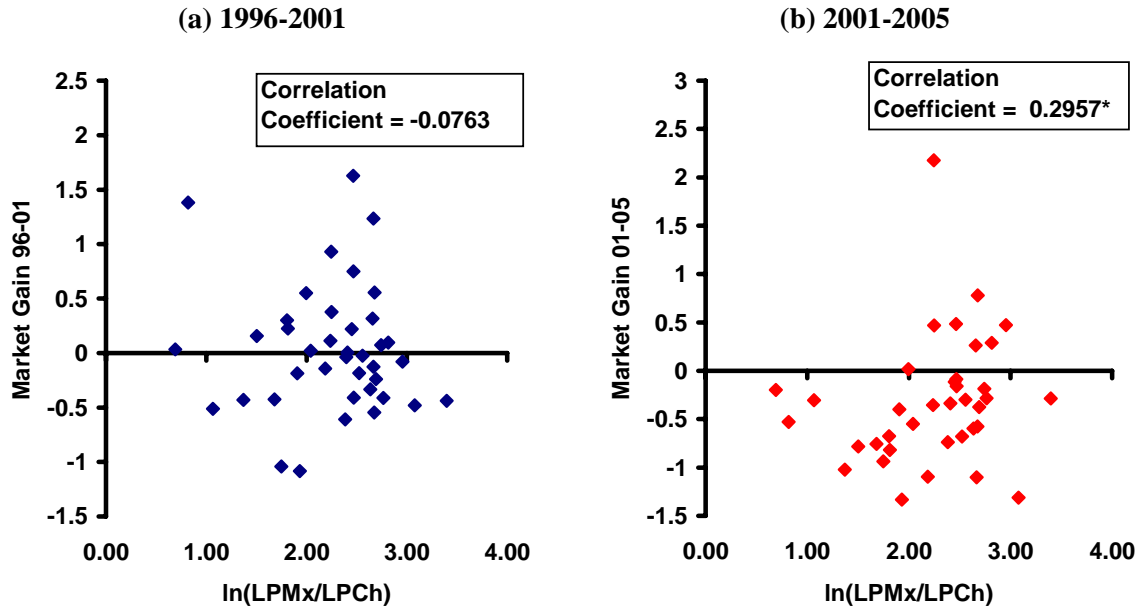 (a) 1996-2001
Correlation
Coefficient = -0.0763
2.5
2
1.5
1
0.5
0
-0.5
-1
-1.5
Market Gain 96-01
0.00 1.00 2.00 3.00 4.00
ln(LPMx/LPCh)
(b) 2001-2005
Correlation
Coefficient = 0.2957*
3
2.5
2
1.5
1
0.5
0
-0.5
-1
-1.5
Market Gain 01-05
0.00 1.00 2.00 3.00 4.00
ln(LPMx/LPCh)